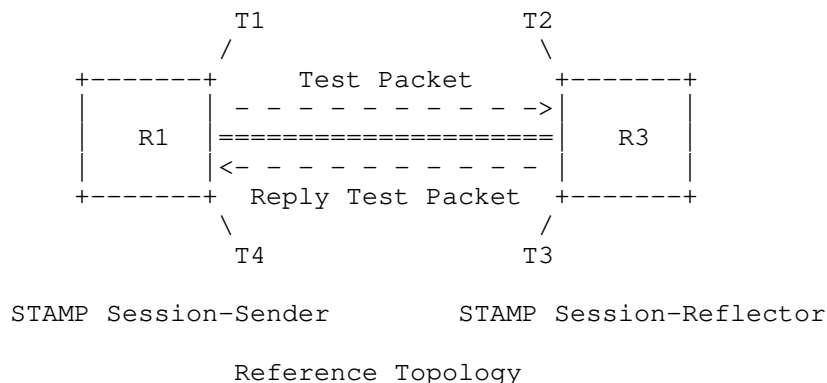 T1 T2
Test Packet
R1 R3
Reply Test Packet
T4 T3
STAMP Session-Sender STAMP Session-Reflector
Reference Topology